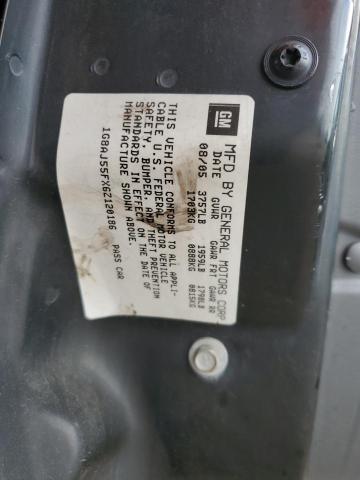 GM
MFD BY GENERAL MOTORS CORP
DATE GVWR GAWR FRT GAWR RR
08/05 3757LB 1959LB 1798LB
1703KG 0888KG 0815KG
THIS VEHICLE CONFORMS TO ALL APPLI-
CABLE U.S. FEDERAL MOTOR VEHICLE
SAFETY, BUMPER, AND THEFT PREVENTION
STANDARDS IN EFFECT ON THE DATE OF
MANUFACTURE SHOWN ABOVE.
1G8AJ55FX6Z120186 PASS CAR